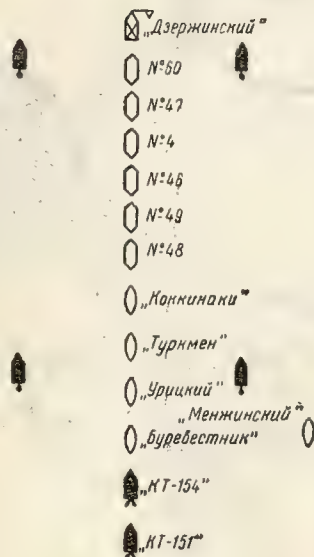 „Дзержинский"
№60
№47
№4
№46
№49
№48
„Коккинаки"
„Туркмен"
„Урицкий"
„Менжинский"
„Буревестник"
„КТ-154"
„КТ-151"